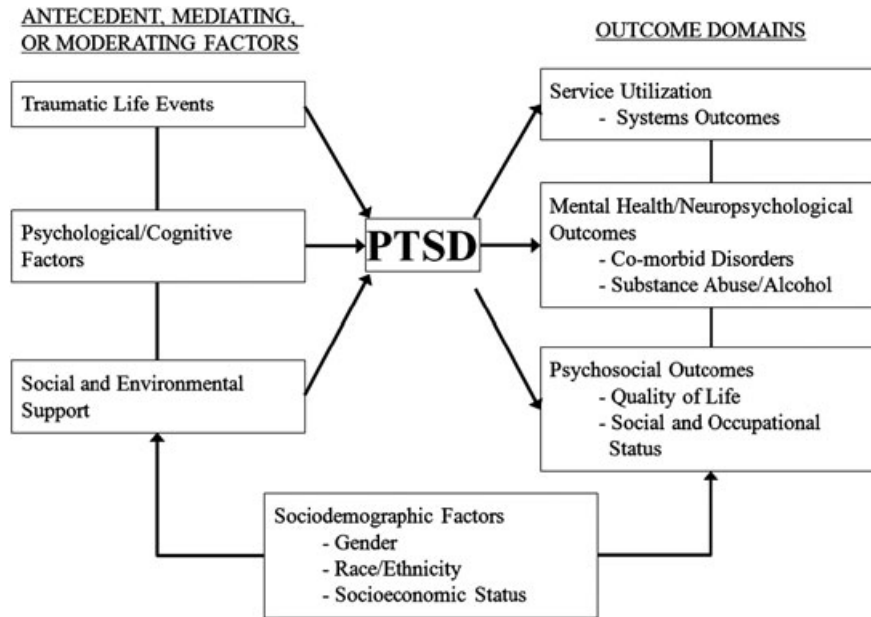 ANTECEDENT, MEDIATING,
OR MODERATING FACTORS
Traumatic Life Events
Psychological/Cognitive
Factors
Social and Environmental
Support
PTSD
OUTCOME DOMAINS
Service Utilization
- Systems Outcomes
Mental Health/Neuropsychological
Outcomes
- Co-morbid Disorders
- Substance Abuse/Alcohol
Psychosocial Outcomes
- Quality of Life
- Social and Occupational
Status
Sociodemographic Factors
- Gender
- Race/Ethnicity
- Socioeconomic Status